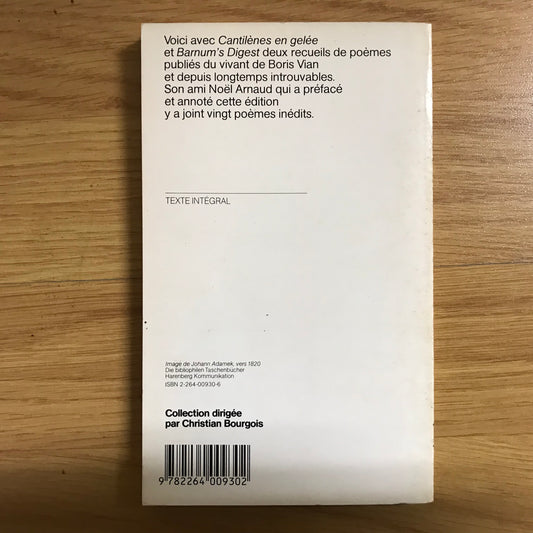 Voici avec Cantilènes en gelée
et Barnum's Digest deux recueils de poèmes
publiés du vivant de Boris Vian
et depuis longtemps introuvables.
Son ami Noël Arnaud qui a préfacé
et annoté cette édition
y a joint vingt poèmes inédits.
TEXTE INTÉGRAL
Image de Johann Adamek, vers 1820
Die bibliophilen Taschenbücher
Harenberg Kommunikation
ISBN 2-264-00930-6
Collection dirigée
par Christian Bourgois
9 782264 009302